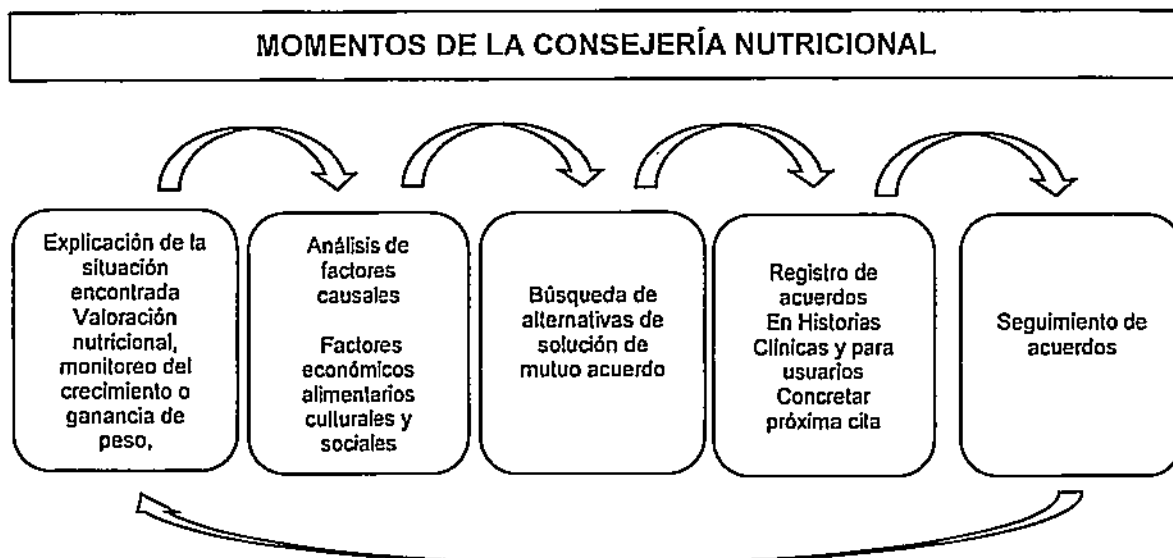 MOMENTOS DE LA CONSEJERÍA NUTRICIONAL
Explicación de la
situación
encontrada
Valoración
nutricional,
monitoreo del
crecimiento o
ganancia de
peso,
Análisis de
factores
causales
Factores
económicos
alimentarios
culturales y
sociales
Búsqueda de
alternativas de
solución de
mutuo acuerdo
Registro de
acuerdos
En Historias
Clínicas y para
usuarios
Concretar
próxima cita
Seguimiento de
acuerdos